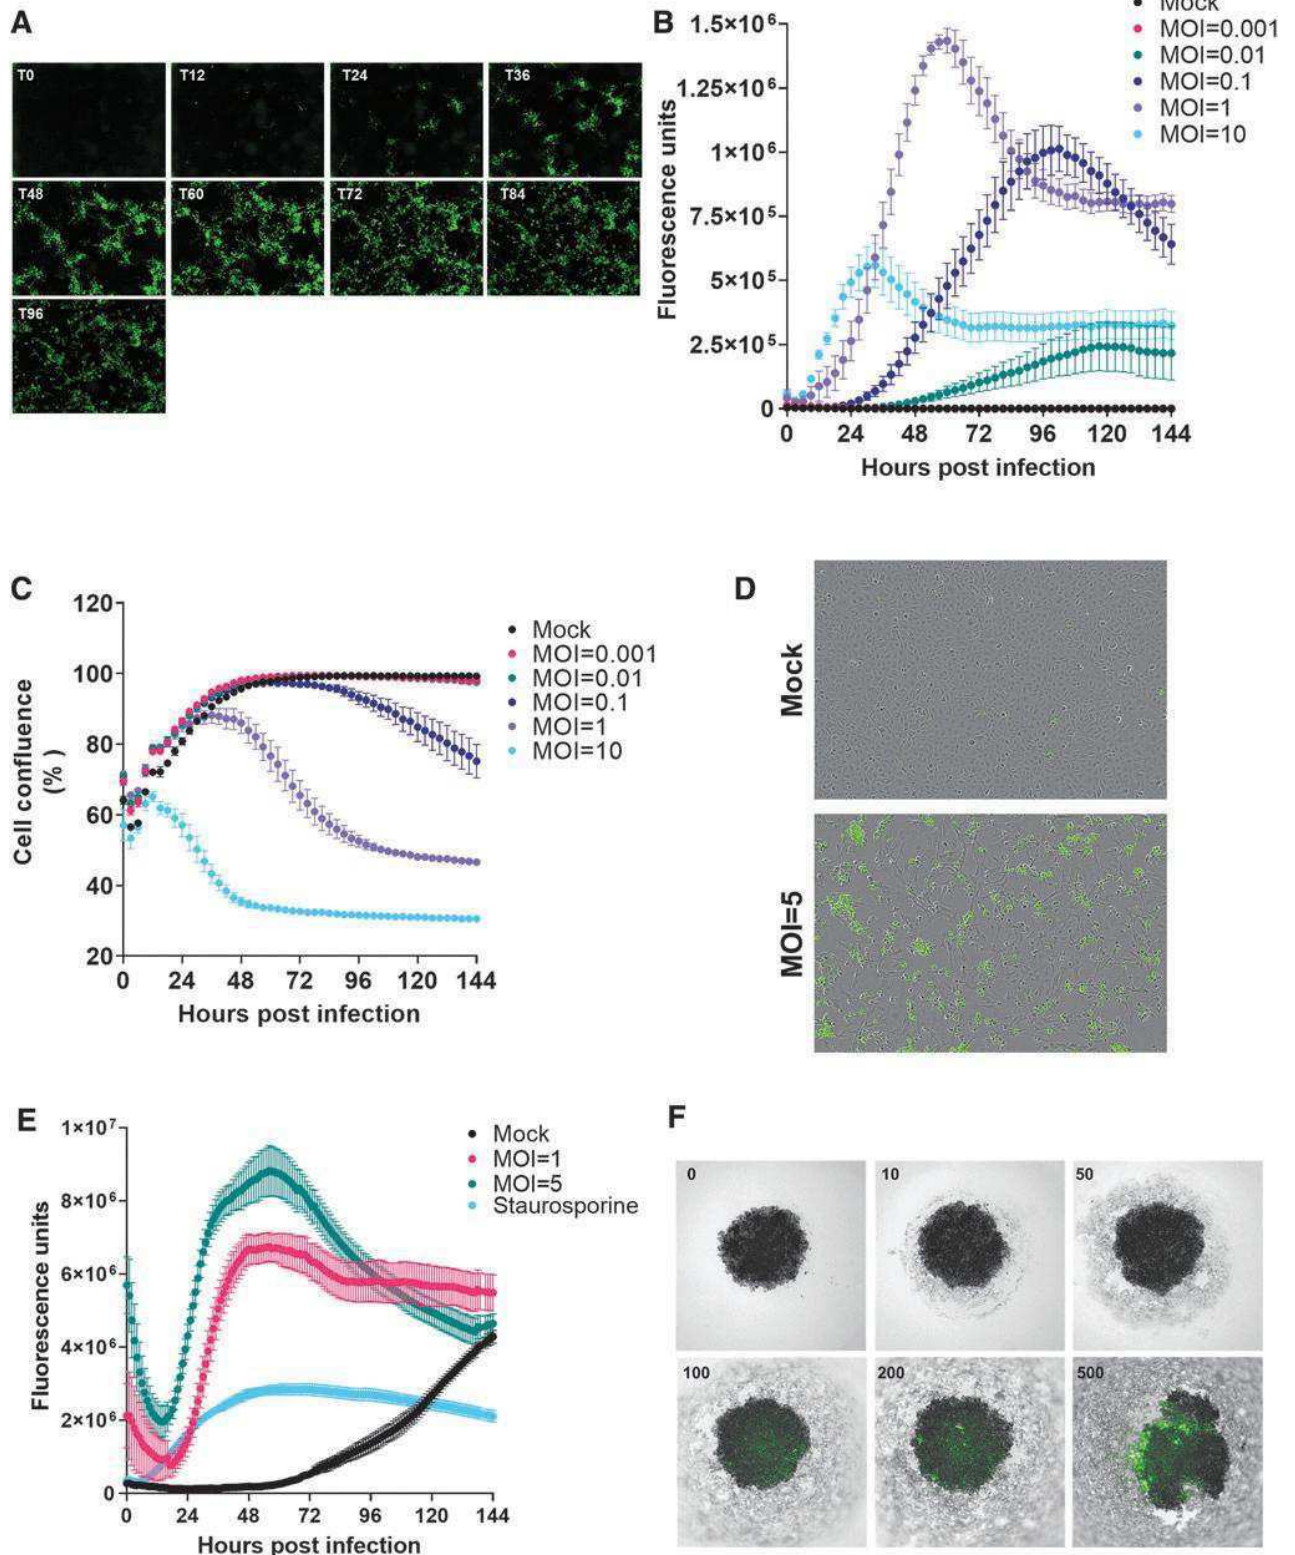 A
T0
T12
T24
T36
T48
T60
T72
T84
T96
B
Fluorescence units
1.5×10⁶
1.25×10⁶
1×10⁶
7.5×10⁵
5×10⁵
2.5×10⁵
0
0 24 48 72 96 120 144
Hours post infection
Mock
MOI=0.001
MOI=0.01
MOI=0.1
MOI=1
MOI=10
C
Cell confluence
(% )
120
100
80
60
40
20
0 24 48 72 96 120 144
Hours post infection
Mock
MOI=0.001
MOI=0.01
MOI=0.1
MOI=1
MOI=10
D
Mock
MOI=5
E
Fluorescence units
1×10⁷
8×10⁶
6×10⁶
4×10⁶
2×10⁶
0
0 24 48 72 96 120 144
Hours post infection
Mock
MOI=1
MOI=5
Staurosporine
F
0
10
50
100
200
500